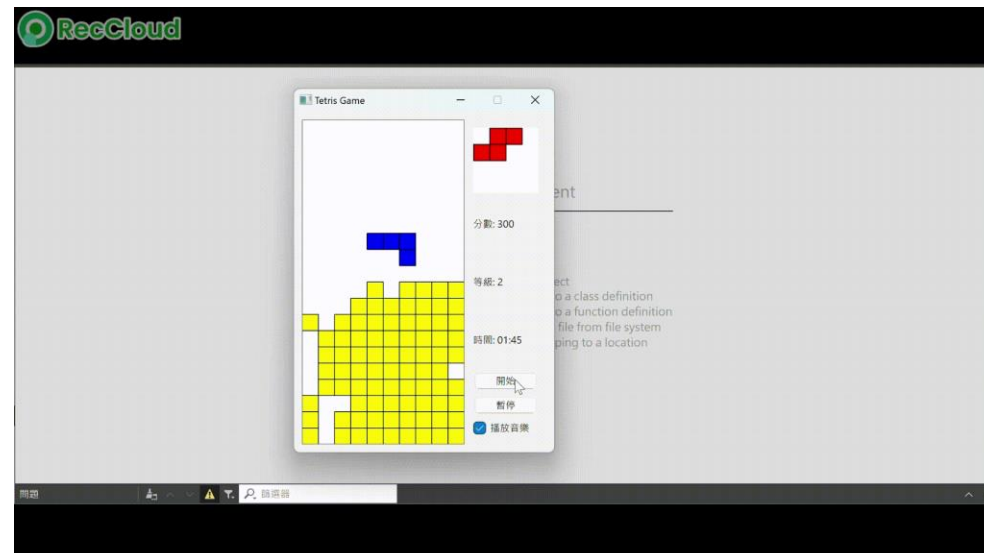 RecCloud
Tetris Game
ent
分數: 300
等級: 2
ect
o a class definition
o a function definition
file from file system
時間: 01:45
ping to a location
開始
暫停
播放音樂
問題
篩選器